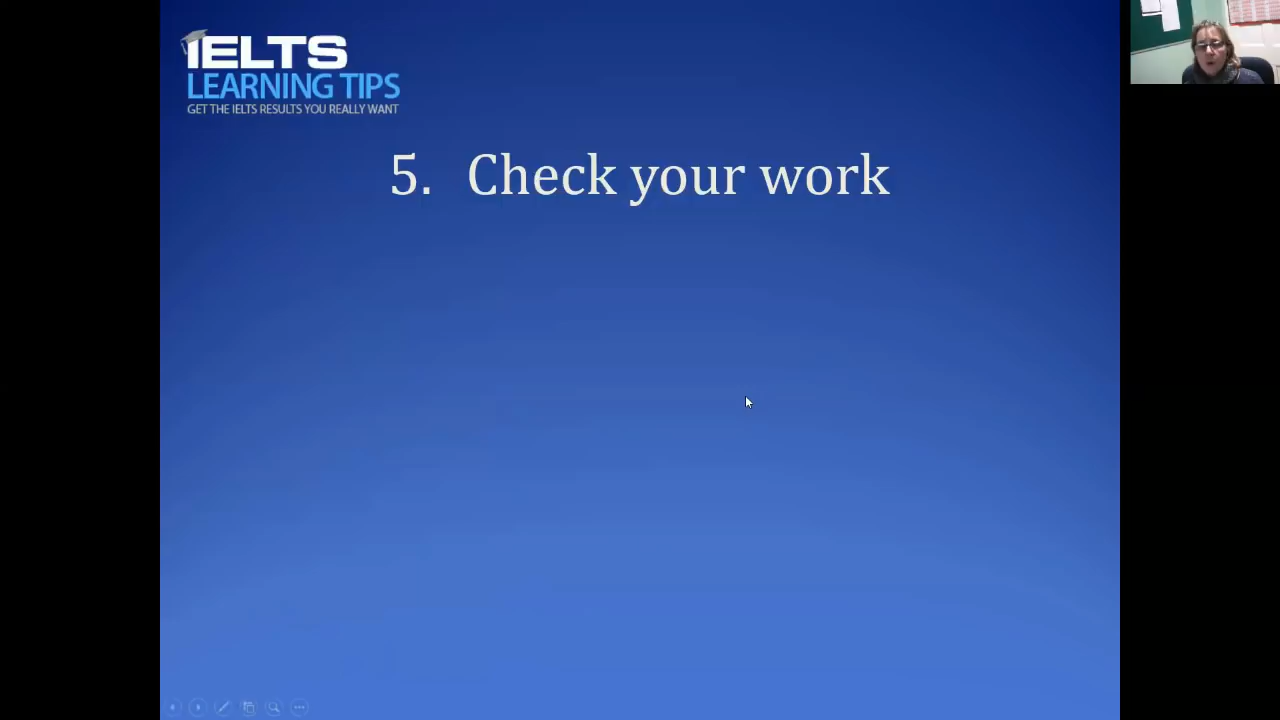 IELTS
LEARNING TIPS
GET THE IELTS RESULTS YOU REALLY WANT
5. Check your work